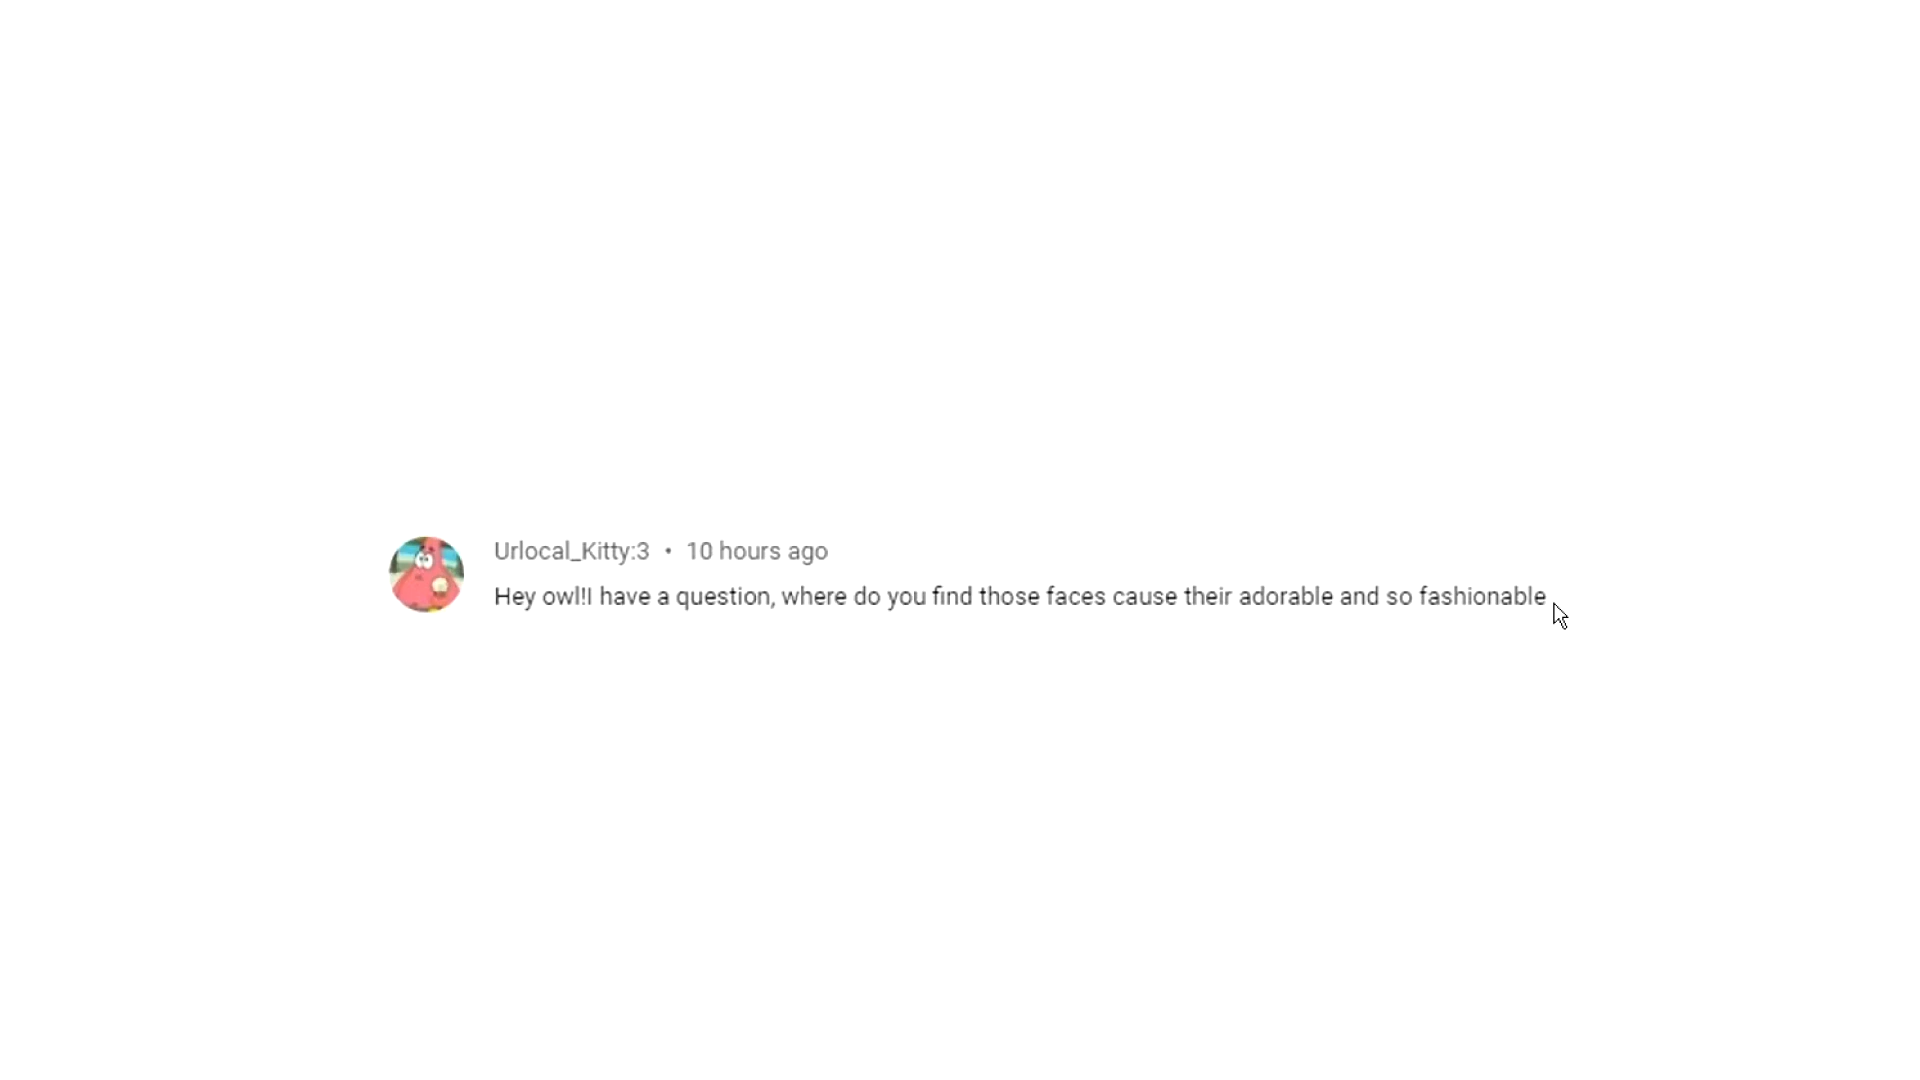 Urlocal_Kitty:3 • 10 hours ago
Hey owl!I have a question, where do you find those faces cause their adorable and so fashionable